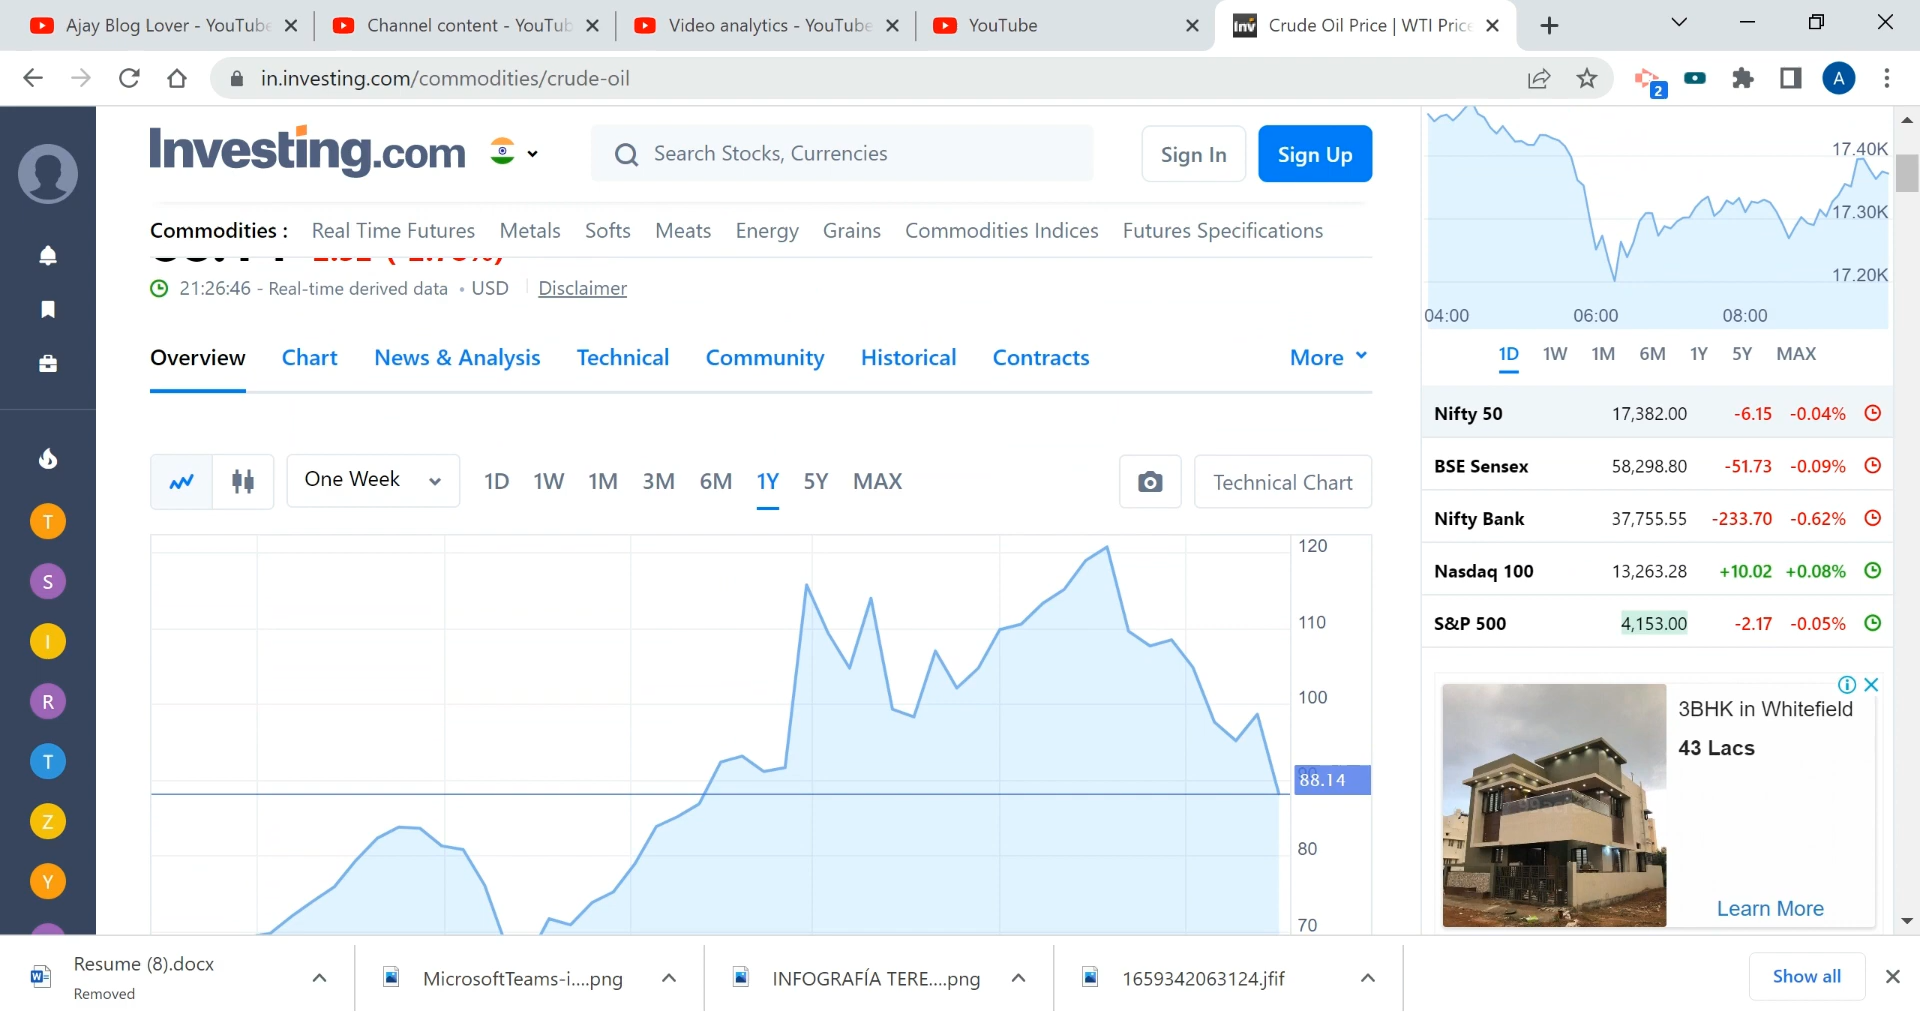 Ajay Blog Lover - YouTube
Channel content - YouTub
Video analytics - YouTube
YouTube
Inv
Crude Oil Price | WTI Price
in.investing.com/commodities/crude-oil
2
A
Investing.com
Search Stocks, Currencies
Sign In
Sign Up
Commodities :
Real Time Futures
Metals
Softs
Meats
Energy
Grains
Commodities Indices
Futures Specifications
21:26:46 - Real-time derived data • USD
Disclaimer
Overview
Chart
News & Analysis
Technical
Community
Historical
Contracts
More
One Week
1D 1W 1M 3M 6M 1Y 5Y MAX
Technical Chart
120
110
100
88.14
80
70
T
S
I
R
T
Z
Y
17.40K
17.30K
17.20K
04:00 06:00 08:00
1D 1W 1M 6M 1Y 5Y MAX
Nifty 50 17,382.00 -6.15 -0.04%
BSE Sensex 58,298.80 -51.73 -0.09%
Nifty Bank 37,755.55 -233.70 -0.62%
Nasdaq 100 13,263.28 +10.02 +0.08%
S&P 500 4,153.00 -2.17 -0.05%
3BHK in Whitefield
43 Lacs
Learn More
Resume (8).docx
Removed
MicrosoftTeams-i....png
INFOGRAFÍA TERE....png
1659342063124.jfif
Show all